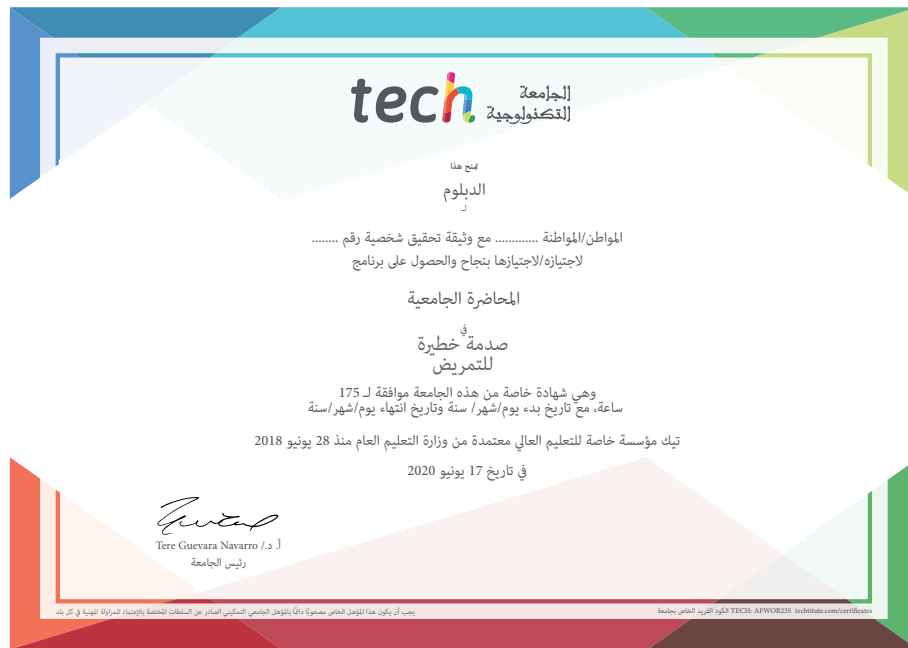 tech الجامعة
التكنولوجية
يمنح هذا
الدبلوم
لـ
المواطن/المواطنة ............. مع وثيقة تحقيق شخصية رقم ........
لاجتيازه/لاجتيازها بنجاح والحصول على برنامج
المحاضرة الجامعية
في
صدمة خطيرة
للتمريض
وهي شهادة خاصة من هذه الجامعة موافقة لـ 175
ساعة، مع تاريخ بدء يوم/شهر/ سنة وتاريخ انتهاء يوم/شهر/سنة
تيك مؤسسة خاصة للتعليم العالي معتمدة من وزارة التعليم العام منذ 28 يونيو 2018
في تاريخ 17 يونيو 2020
أ. د./ Tere Guevara Navarro
رئيس الجامعة
يجب أن يكون هذا المؤهل الخاص مصحوبًا دائمًا بالمؤهل الجامعي التمكيني الصادر عن السلطات المختصة بالإعتماد للمزاولة المهنية في كل بلد
الكود الفريد الخاص بجامعة TECH: AFWOR23S techtitute.com/certificates